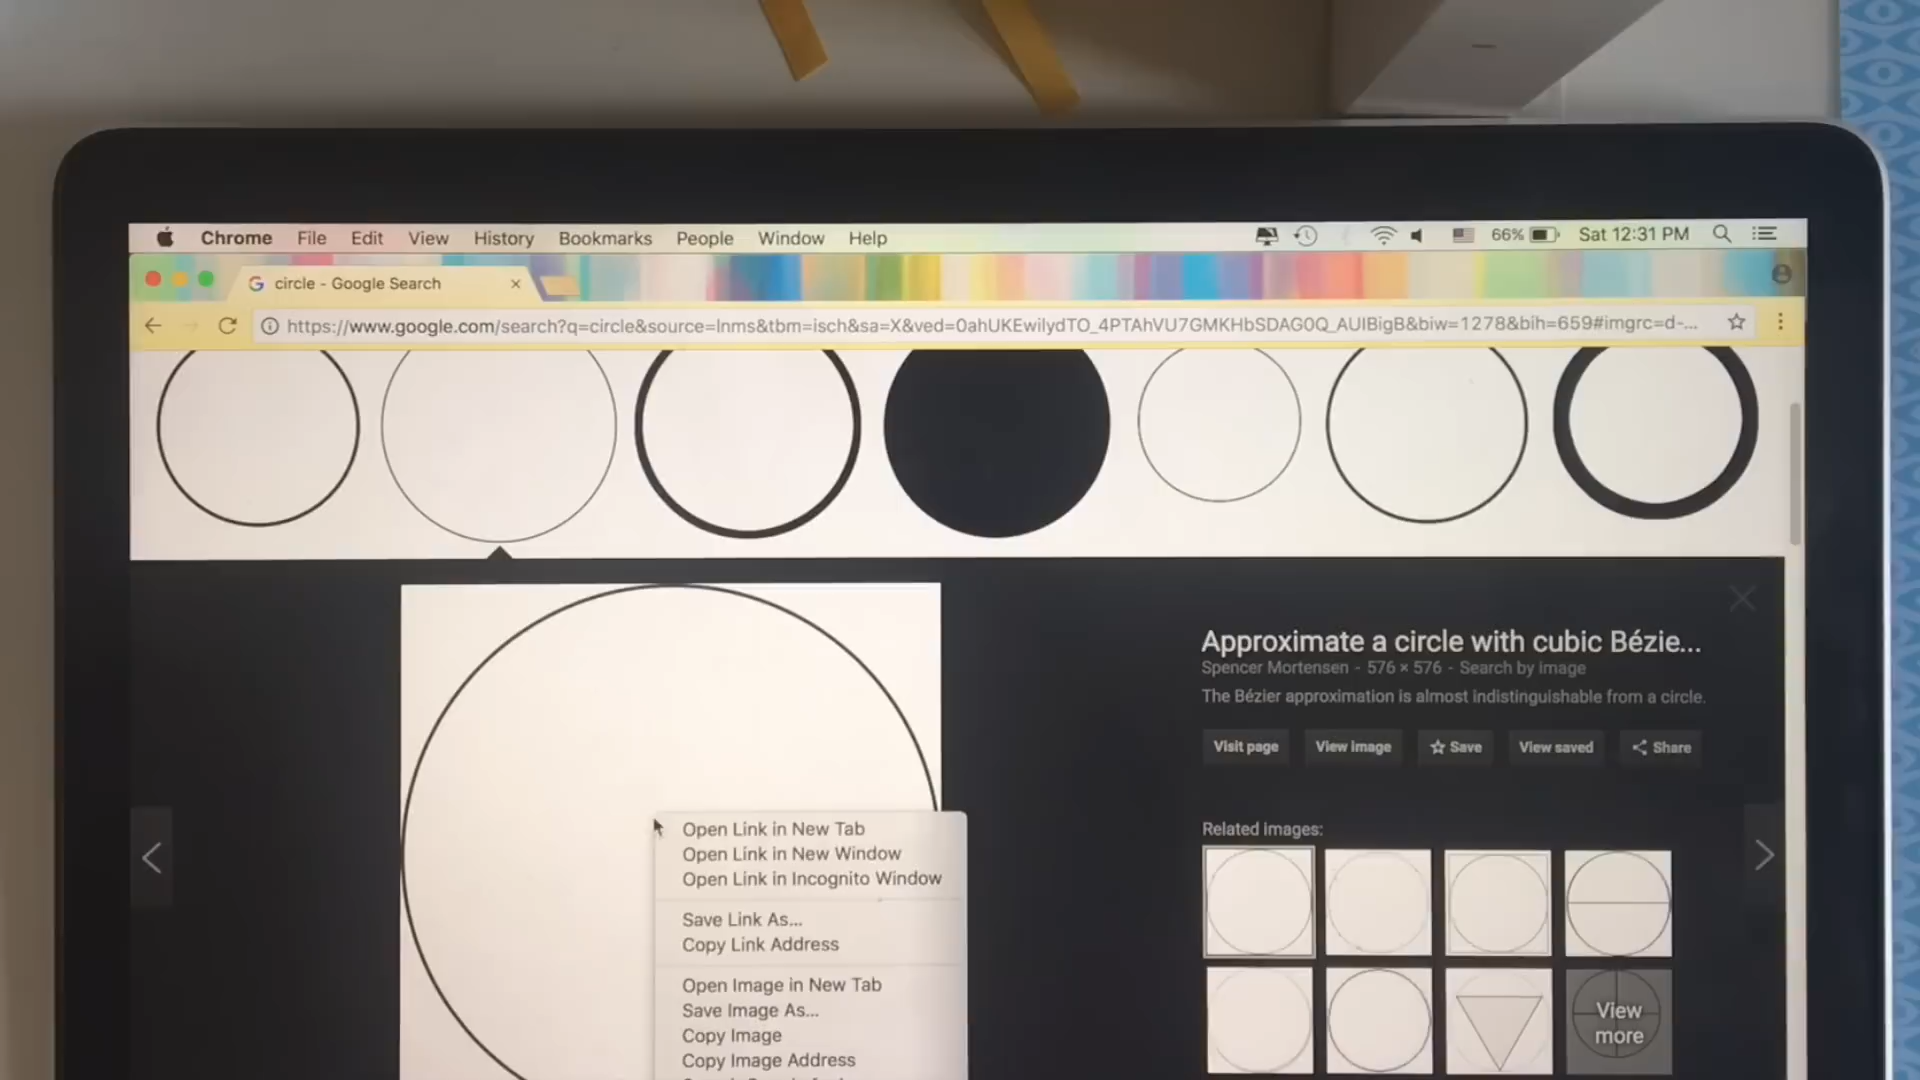 Chrome File Edit View History Bookmarks People Window Help 66% Sat 12:31 PM
circle - Google Search
https://www.google.com/search?q=circle&source=lnms&tbm=isch&sa=X&ved=0ahUKEwilydTO_4PTAhVU7GMKHbSDAG0Q_AUIBigB&biw=1278&bih=659#imgrc=d-...
Approximate a circle with cubic Bézie...
Spencer Mortensen - 576 × 576 - Search by image
The Bézier approximation is almost indistinguishable from a circle.
Visit page View image Save View saved Share
Related images:
View
more
Open Link in New Tab
Open Link in New Window
Open Link in Incognito Window
Save Link As...
Copy Link Address
Open Image in New Tab
Save Image As...
Copy Image
Copy Image Address